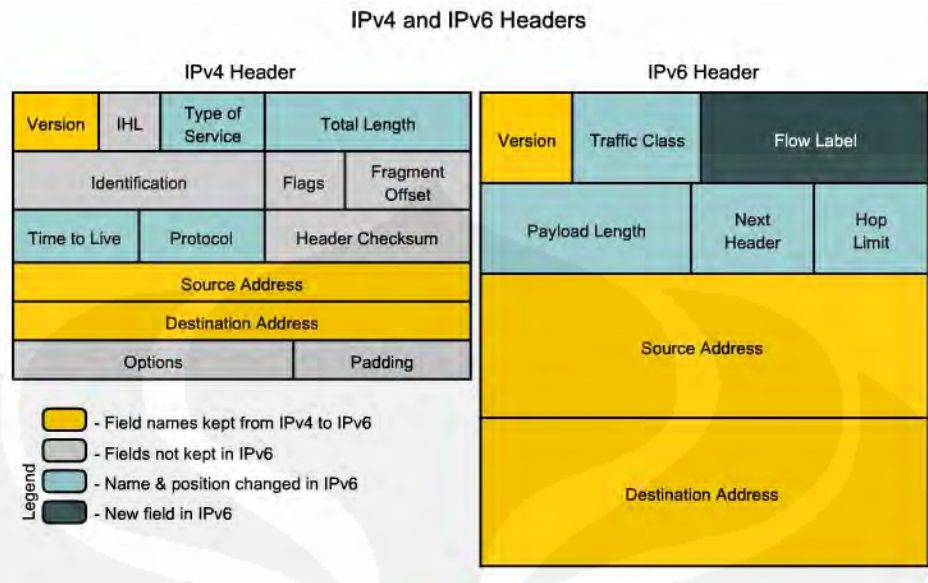 IPv4 and IPv6 Headers
IPv4 Header
Version IHL Type of Service Total Length
Identification Flags Fragment Offset
Time to Live Protocol Header Checksum
Source Address
Destination Address
Options Padding
IPv6 Header
Version Traffic Class Flow Label
Payload Length Next Header Hop Limit
Source Address
Destination Address
Legend
- Field names kept from IPv4 to IPv6
- Fields not kept in IPv6
- Name & position changed in IPv6
- New field in IPv6